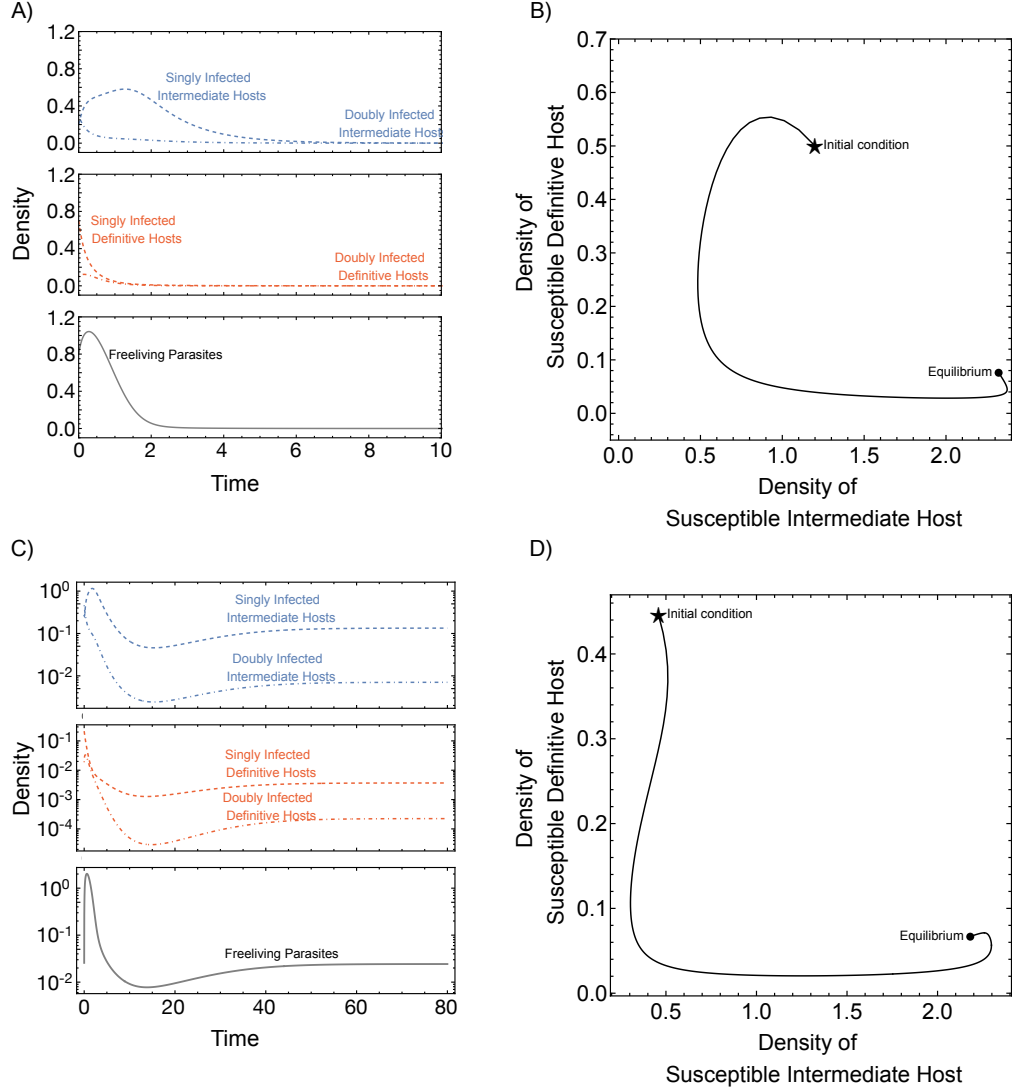 A)
1.2
0.8
0.4
0.0
Singly Infected
Intermediate Hosts
Doubly Infected
Intermediate Host
1.2
0.8
0.4
0.0
Singly Infected
Definitive Hosts
Doubly Infected
Definitive Hosts
1.2
0.8
0.4
0.0
Freeliving Parasites
0
2
4
6
8
10
Density
Time
B)
0.7
0.6
0.5
0.4
0.3
0.2
0.1
0.0
Initial condition
Equilibrium
0.0
0.5
1.0
1.5
2.0
Density of
Susceptible Definitive Host
Density of
Susceptible Intermediate Host
C)
10^0
10^-1
10^-2
Singly Infected
Intermediate Hosts
Doubly Infected
Intermediate Hosts
10^-1
10^-2
10^-3
10^-4
Singly Infected
Definitive Hosts
Doubly Infected
Definitive Hosts
10^0
10^-1
10^-2
Freeliving Parasites
0
20
40
60
80
Density
Time
D)
0.4
0.3
0.2
0.1
0.0
Initial condition
Equilibrium
0.5
1.0
1.5
2.0
Density of
Susceptible Definitive Host
Density of
Susceptible Intermediate Host